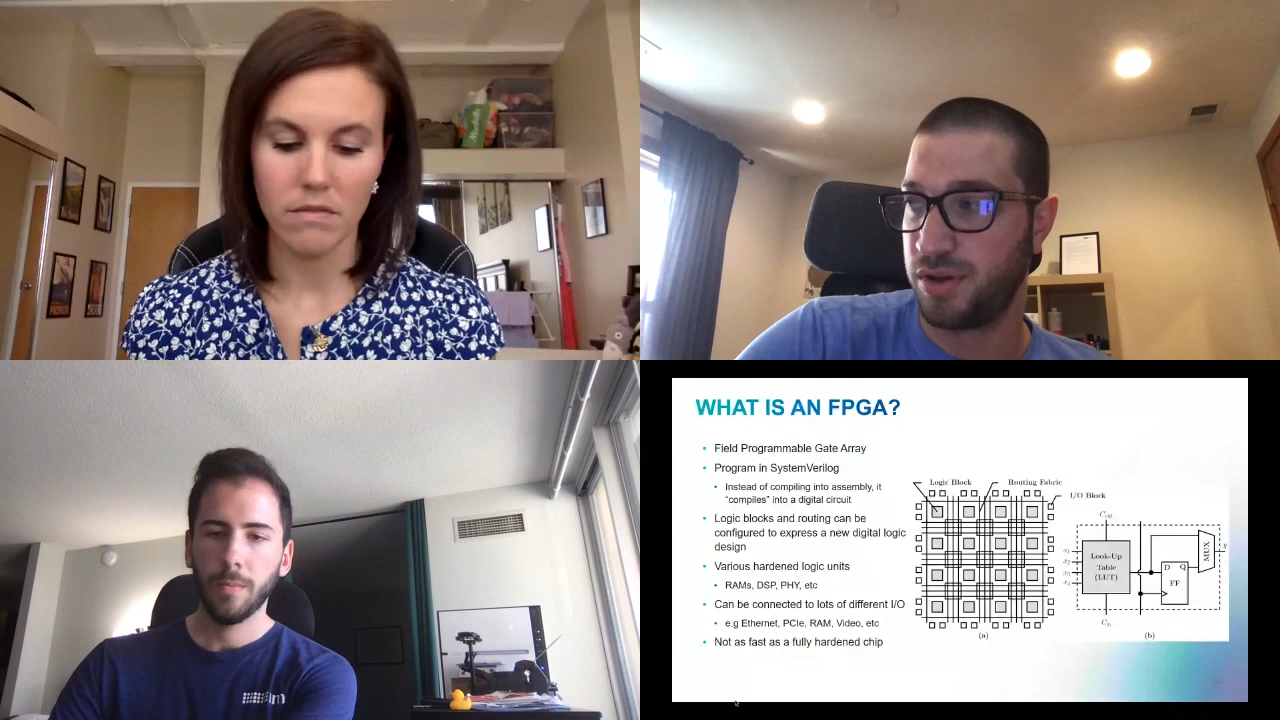 WHAT IS AN FPGA?
• Field Programmable Gate Array
• Program in SystemVerilog
• Instead of compiling into assembly, it
“compiles” into a digital circuit
• Logic blocks and routing can be
configured to express a new digital logic
design
• Various hardened logic units
• RAMs, DSP, PHY, etc
• Can be connected to lots of different I/O
• e.g Ethernet, PCIe, RAM, Video, etc
• Not as fast as a fully hardened chip
Logic Block
Routing Fabric
I/O Block
(a)
Cout
Look-Up
Table
(LUT)
D Q
FF
MUX
(b)